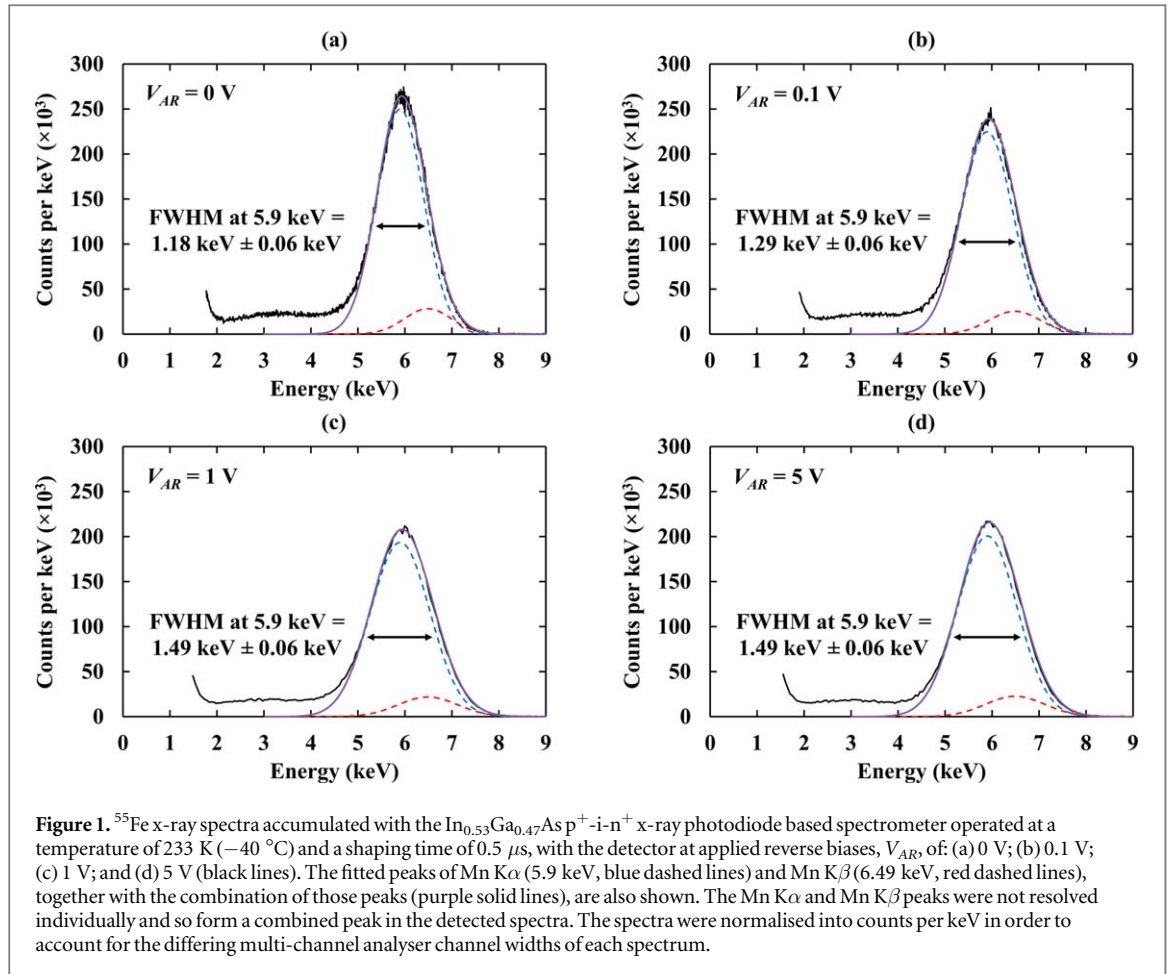 (a)
300
250
200
150
100
50
0
Counts per keV (×10³)
V_AR = 0 V
FWHM at 5.9 keV =
1.18 keV ± 0.06 keV
0 1 2 3 4 5 6 7 8 9
Energy (keV)
(b)
300
250
200
150
100
50
0
Counts per keV (×10³)
V_AR = 0.1 V
FWHM at 5.9 keV =
1.29 keV ± 0.06 keV
0 1 2 3 4 5 6 7 8 9
Energy (keV)
(c)
300
250
200
150
100
50
0
Counts per keV (×10³)
V_AR = 1 V
FWHM at 5.9 keV =
1.49 keV ± 0.06 keV
0 1 2 3 4 5 6 7 8 9
Energy (keV)
(d)
300
250
200
150
100
50
0
Counts per keV (×10³)
V_AR = 5 V
FWHM at 5.9 keV =
1.49 keV ± 0.06 keV
0 1 2 3 4 5 6 7 8 9
Energy (keV)
Figure 1. ⁵⁵Fe x-ray spectra accumulated with the In₀.₅₃Ga₀.₄₇As p⁺-i-n⁺ x-ray photodiode based spectrometer operated at a
temperature of 233 K (−40 °C) and a shaping time of 0.5 μs, with the detector at applied reverse biases, V_AR, of: (a) 0 V; (b) 0.1 V;
(c) 1 V; and (d) 5 V (black lines). The fitted peaks of Mn Kα (5.9 keV, blue dashed lines) and Mn Kβ (6.49 keV, red dashed lines),
together with the combination of those peaks (purple solid lines), are also shown. The Mn Kα and Mn Kβ peaks were not resolved
individually and so form a combined peak in the detected spectra. The spectra were normalised into counts per keV in order to
account for the differing multi-channel analyser channel widths of each spectrum.